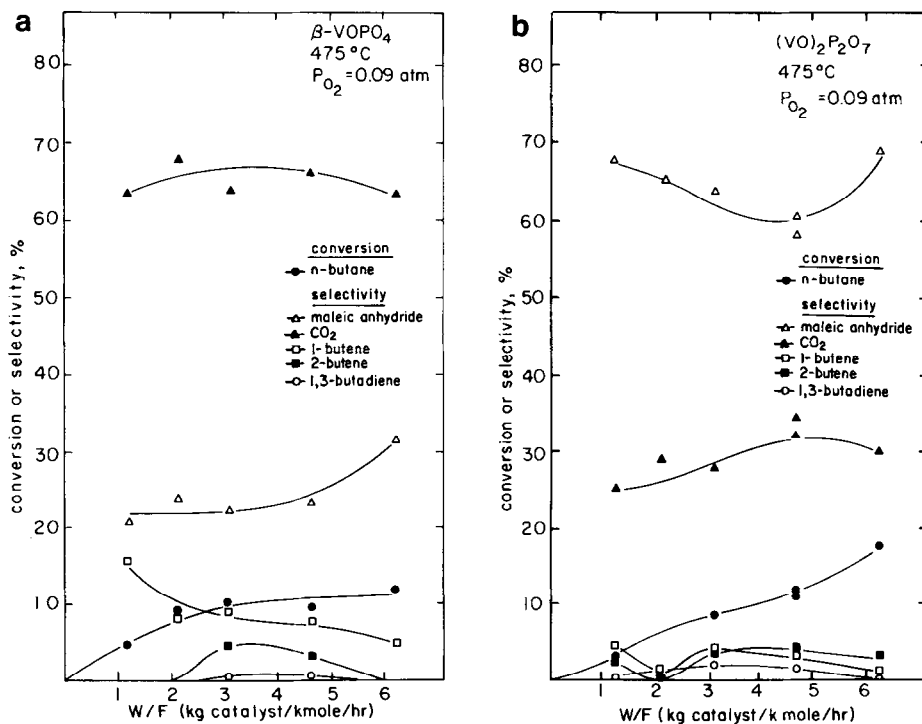 a
β-VOPO4
475°C
PO2 = 0.09 atm
conversion or selectivity, %
80
70
60
50
40
30
20
10
conversion
n-butane
selectivity
maleic anhydride
CO2
1-butene
2-butene
1,3-butadiene
1 2 3 4 5 6
W/F (kg catalyst/kmole/hr)
b
(VO)2P2O7
475°C
PO2 = 0.09 atm
conversion or selectivity, %
80
70
60
50
40
30
20
10
conversion
n-butane
selectivity
maleic anhydride
CO2
1-butene
2-butene
1,3-butadiene
1 2 3 4 5 6
W/F (kg catalyst/k mole/hr)